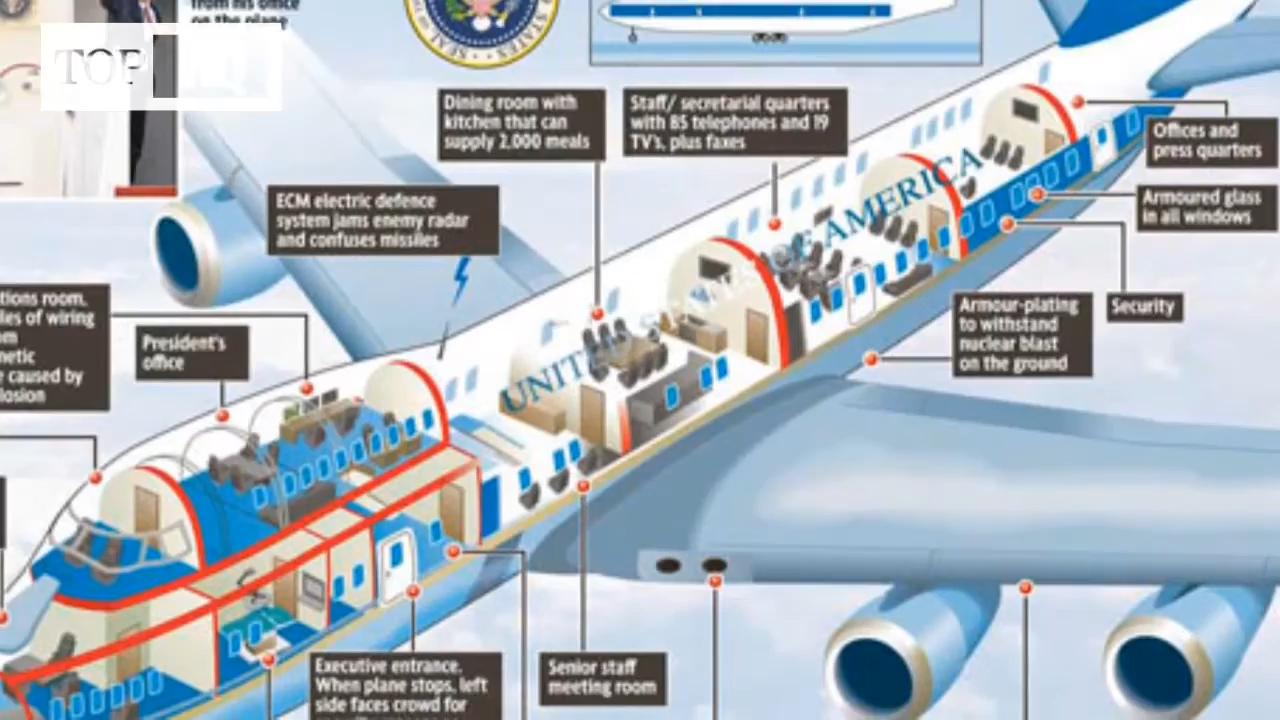 from his office
on the plane
TOP
SEAL OF THE
STATES
Dining room with
kitchen that can
supply 2,000 meals
Staff/ secretarial quarters
with 85 telephones and 19
TV's, plus faxes
Offices and
press quarters
ECM electric defence
system jams enemy radar
and confuses missiles
Armoured glass
in all windows
tions room.
les of wiring
m
netic
e caused by
losion
President's
office
Armour-plating
to withstand
nuclear blast
on the ground
Security
UNITED STATES OF AMERICA
Executive entrance.
When plane stops, left
side faces crowd for
Senior staff
meeting room